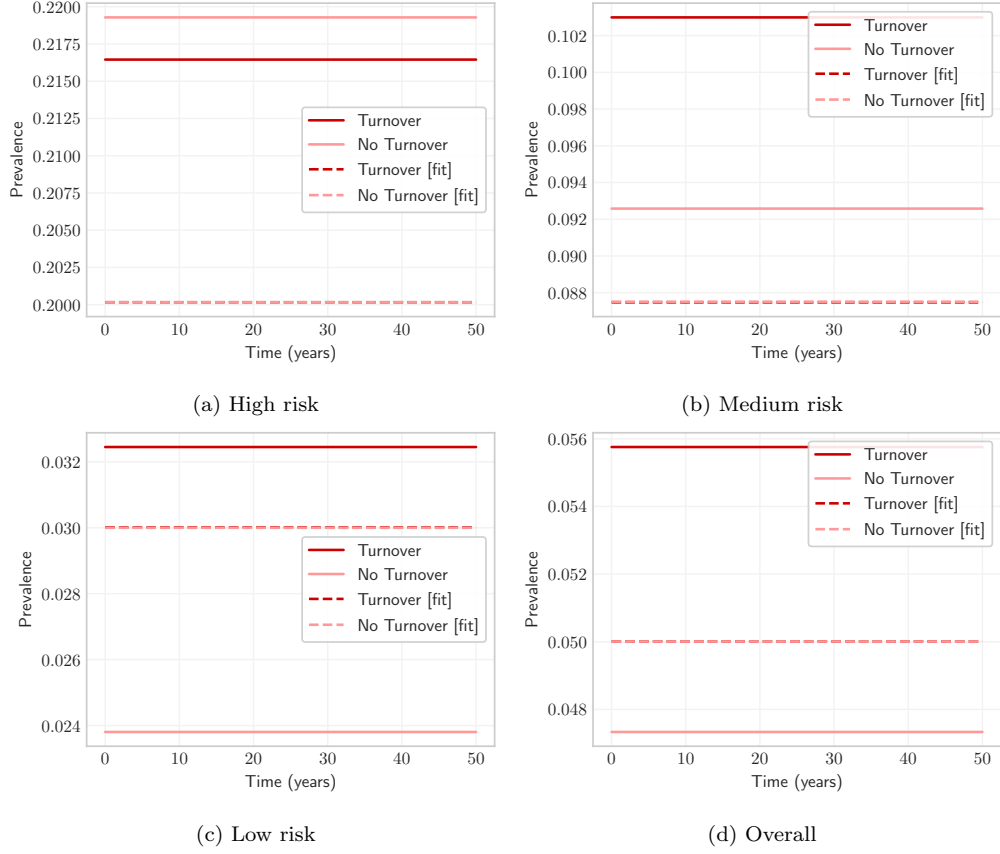 0.2200
0.2175
0.2150
0.2125
0.2100
0.2075
0.2050
0.2025
0.2000
Prevalence
Turnover
No Turnover
Turnover [fit]
No Turnover [fit]
0 10 20 30 40 50
Time (years)
(a) High risk
0.102
0.100
0.098
0.096
0.094
0.092
0.090
0.088
Prevalence
Turnover
No Turnover
Turnover [fit]
No Turnover [fit]
0 10 20 30 40 50
Time (years)
(b) Medium risk
0.032
0.030
0.028
0.026
0.024
Prevalence
Turnover
No Turnover
Turnover [fit]
No Turnover [fit]
0 10 20 30 40 50
Time (years)
(c) Low risk
0.056
0.054
0.052
0.050
0.048
Prevalence
Turnover
No Turnover
Turnover [fit]
No Turnover [fit]
0 10 20 30 40 50
Time (years)
(d) Overall